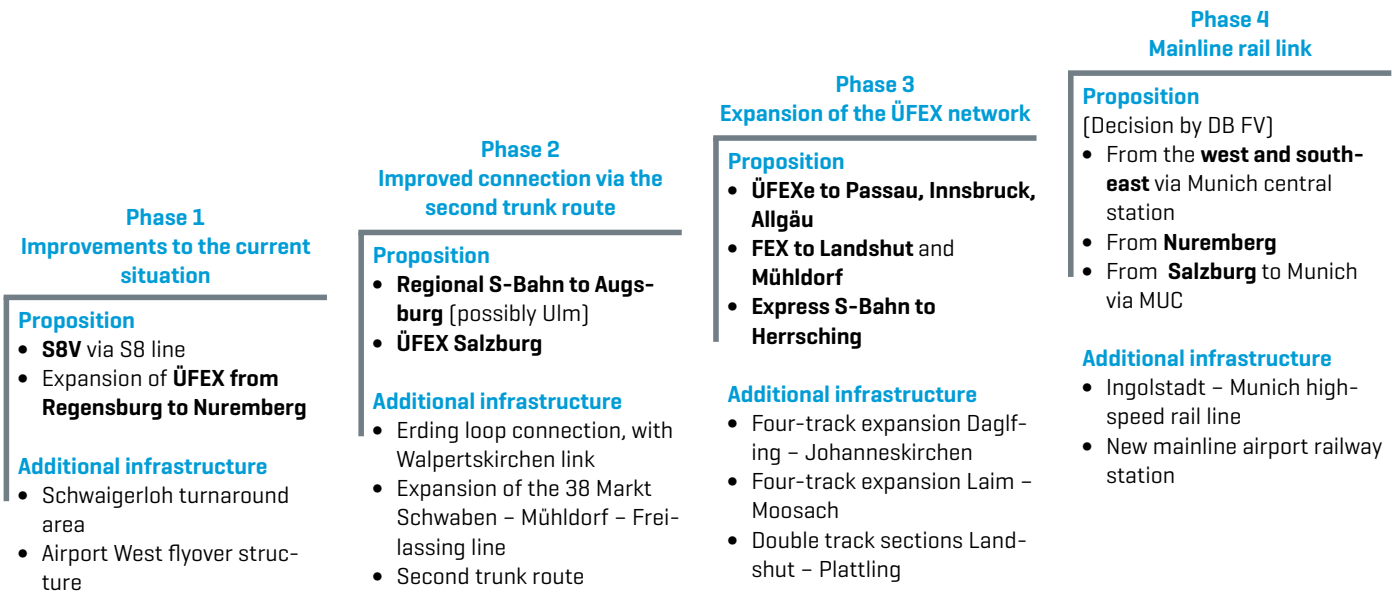 Phase 1
Improvements to the current
situation
Proposition
• S8V via S8 line
• Expansion of ÜFEX from
Regensburg to Nuremberg
Additional infrastructure
• Schwaigerloh turnaround
area
• Airport West flyover struc-
ture
Phase 2
Improved connection via the
second trunk route
Proposition
• Regional S-Bahn to Augs-
burg (possibly Ulm)
• ÜFEX Salzburg
Additional infrastructure
• Erding loop connection, with
Walpertskirchen link
• Expansion of the 38 Markt
Schwaben – Mühldorf – Frei-
lassing line
• Second trunk route
Phase 3
Expansion of the ÜFEX network
Proposition
• ÜFEXe to Passau, Innsbruck,
Allgäu
• FEX to Landshut and
Mühldorf
• Express S-Bahn to
Herrsching
Additional infrastructure
• Four-track expansion Daglf-
ing – Johanneskirchen
• Four-track expansion Laim –
Moosach
• Double track sections Land-
shut – Plattling
Phase 4
Mainline rail link
Proposition
(Decision by DB FV)
• From the west and south-
east via Munich central
station
• From Nuremberg
• From Salzburg to Munich
via MUC
Additional infrastructure
• Ingolstadt – Munich high-
speed rail line
• New mainline airport railway
station